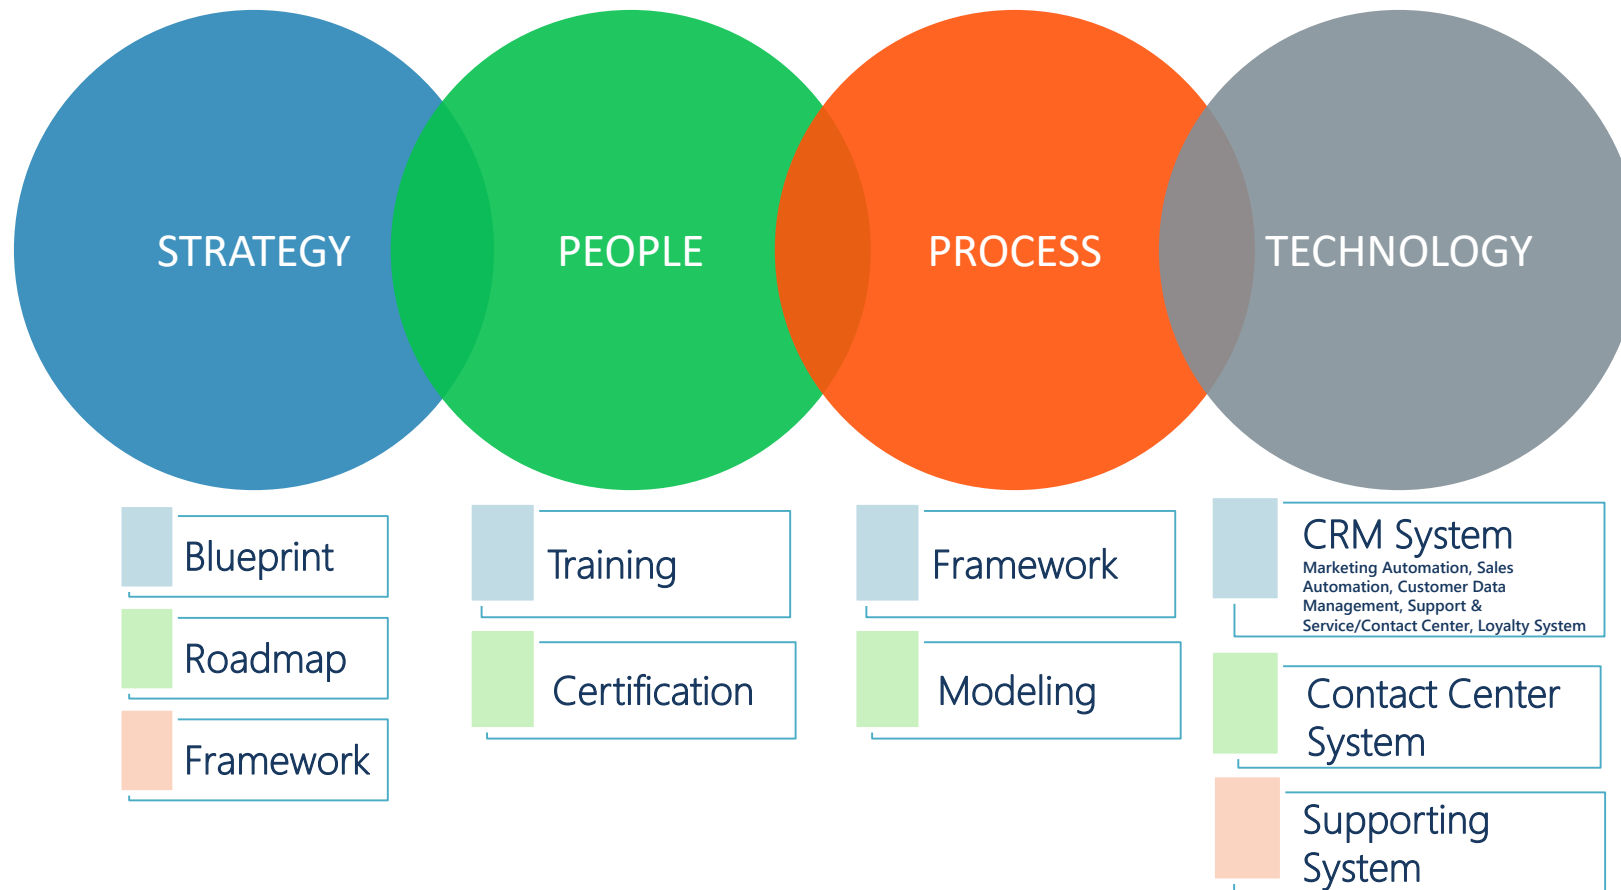 STRATEGY
PEOPLE
PROCESS
TECHNOLOGY
Blueprint
Roadmap
Framework
Training
Certification
Framework
Modeling
CRM System
Marketing Automation, Sales
Automation, Customer Data
Management, Support &
Service/Contact Center, Loyalty System
Contact Center
System
Supporting
System